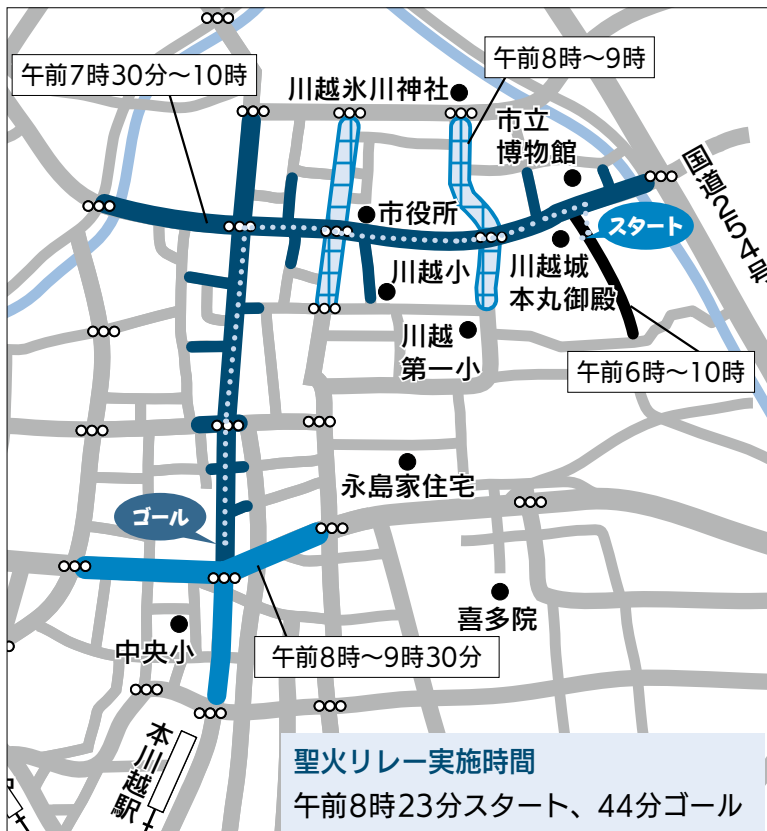 午前7時30分～10時
川越氷川神社
午前8時～9時
市立
博物館
国道254号
市役所
スタート
川越小
川越城
本丸御殿
川越
第一小
午前6時～10時
永島家住宅
ゴール
喜多院
中央小
午前8時～9時30分
本川越駅
聖火リレー実施時間
午前8時23分スタート、44分ゴール